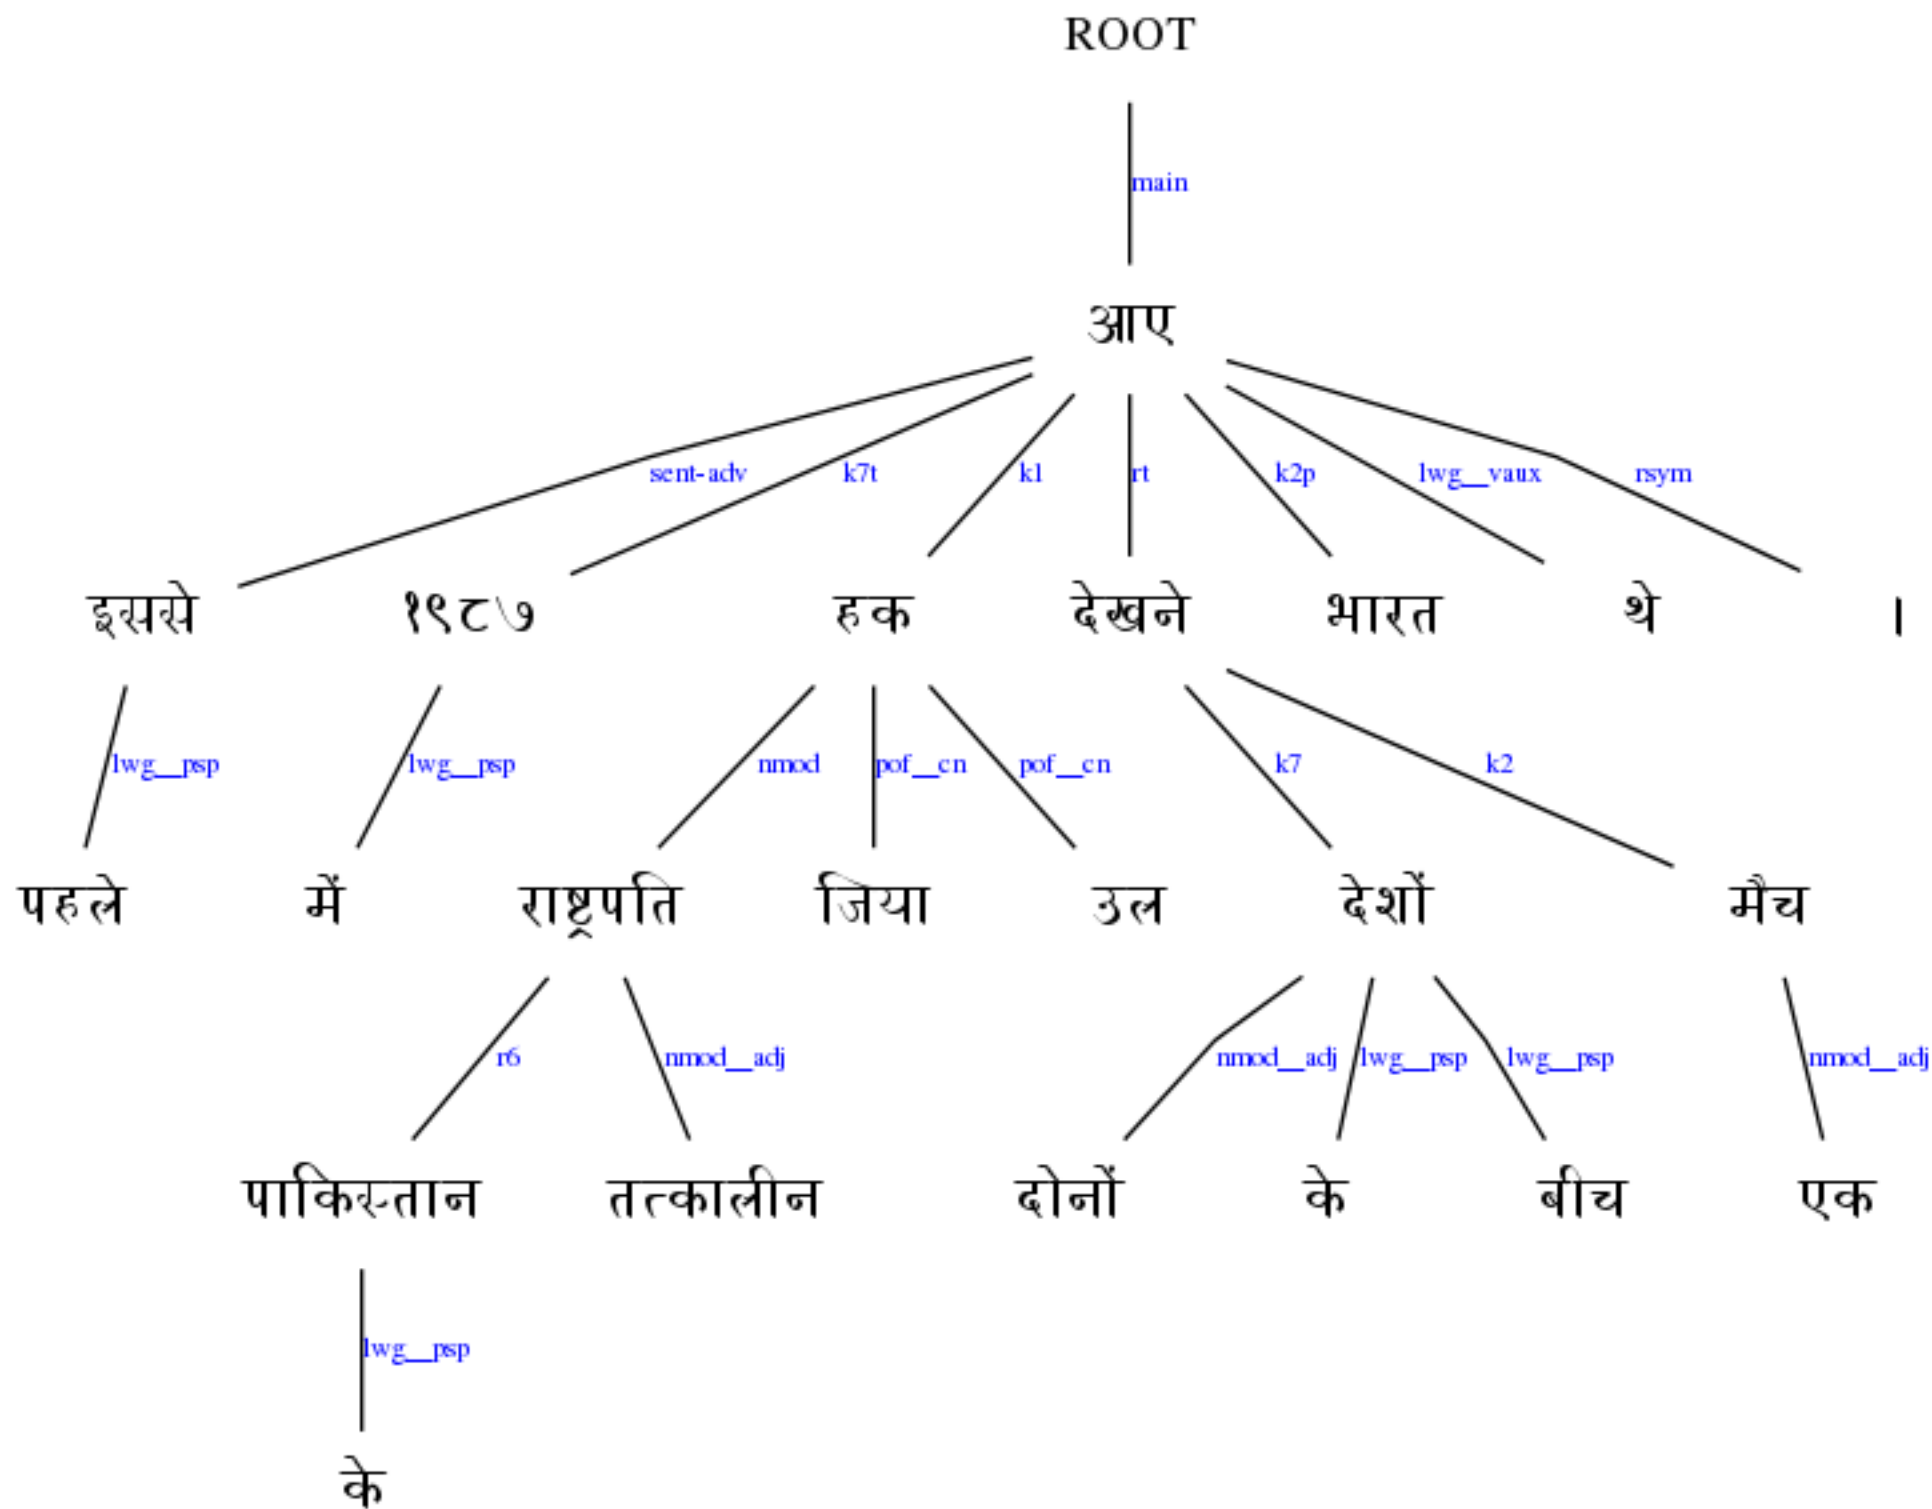 ROOT
main
आए
sent-adv k7t k1 rt k2p lwg__vaux rsym
इससे १९८७ हक देखने भारत थे ।
lwg__psp lwg__psp nmod pof__cn pof__cn k7 k2
पहले में राष्ट्रपति जिया उल देशों मैच
r6 nmod__adj nmod__adj lwg__psp lwg__psp nmod__adj
पाकिस्तान तत्कालीन दोनों के बीच एक
lwg__psp
के